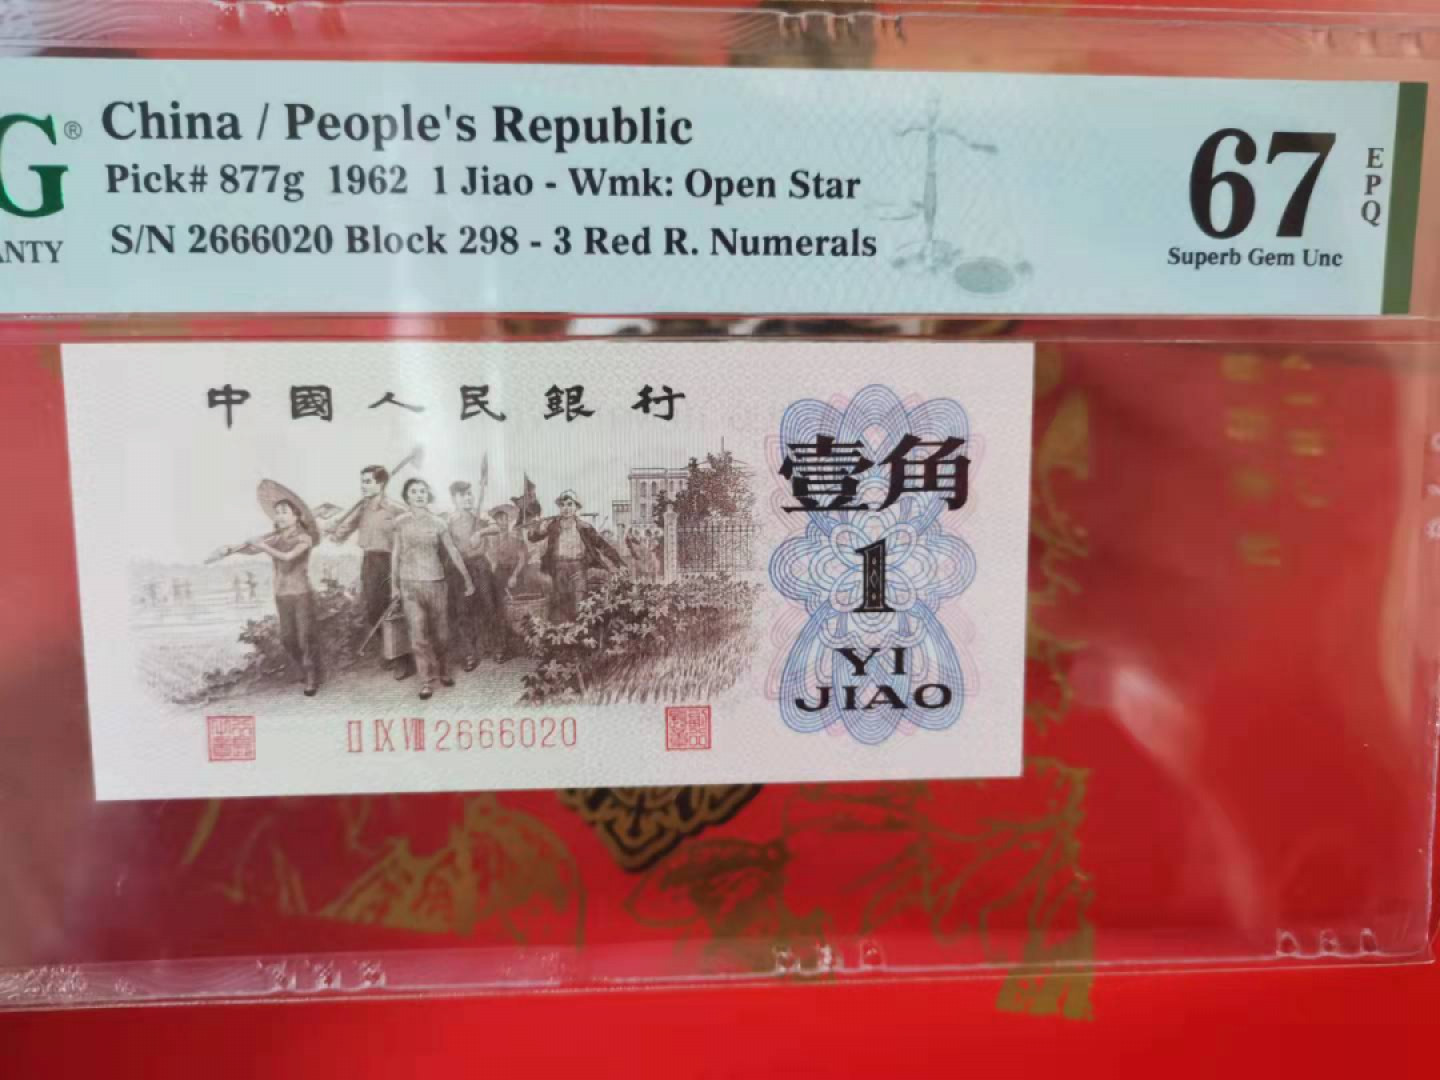 G®
ANTY
China / People's Republic
Pick# 877g 1962 1 Jiao - Wmk: Open Star
S/N 2666020 Block 298 - 3 Red R. Numerals
67
EPQ
Superb Gem Unc
中國人民銀行
壹角
1
YI
JIAO
II IX VIII 2666020